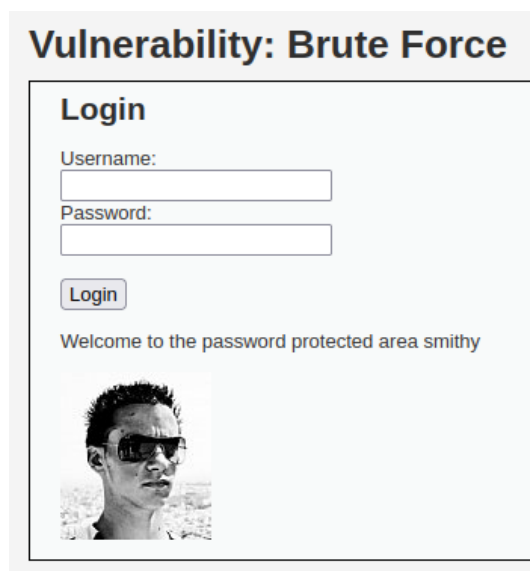 Vulnerability: Brute Force
Login
Username:
Password:
Login
Welcome to the password protected area smithy